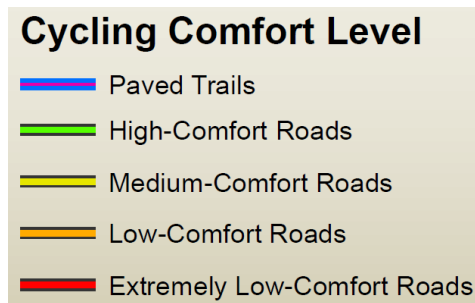 Cycling Comfort Level
Paved Trails
High-Comfort Roads
Medium-Comfort Roads
Low-Comfort Roads
Extremely Low-Comfort Roads